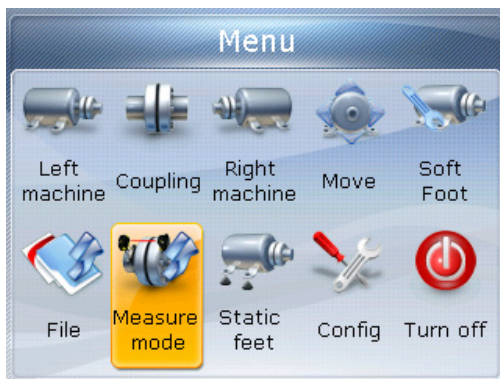 Menu
Left machine
Coupling
Right machine
Move
Soft Foot
File
Measure mode
Static feet
Config
Turn off